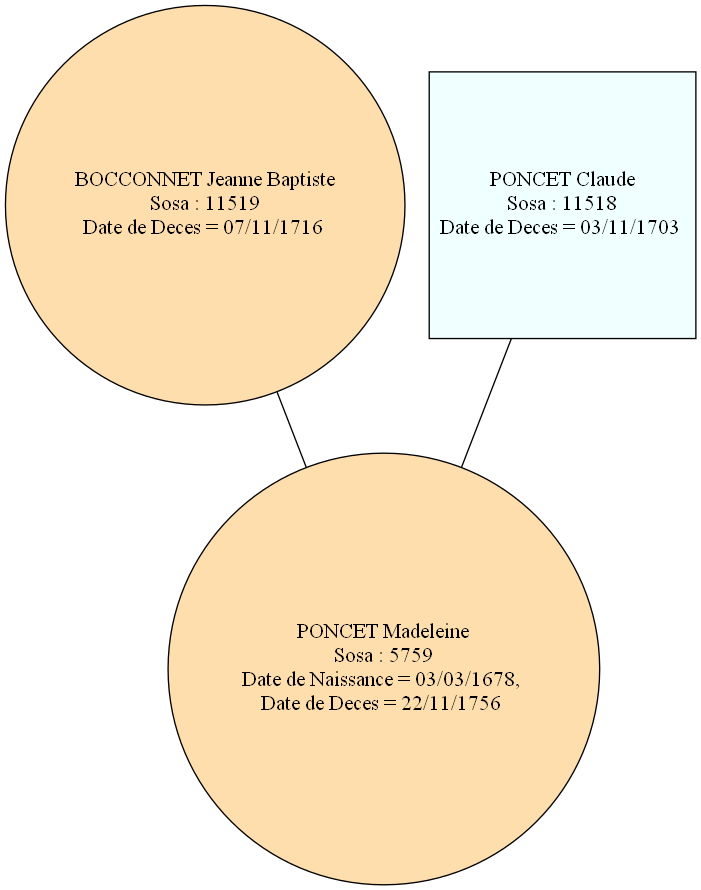 BOCCONNET Jeanne Baptiste
Sosa : 11519
Date de Deces = 07/11/1716
PONCET Claude
Sosa : 11518
Date de Deces = 03/11/1703
PONCET Madeleine
Sosa : 5759
Date de Naissance = 03/03/1678,
Date de Deces = 22/11/1756